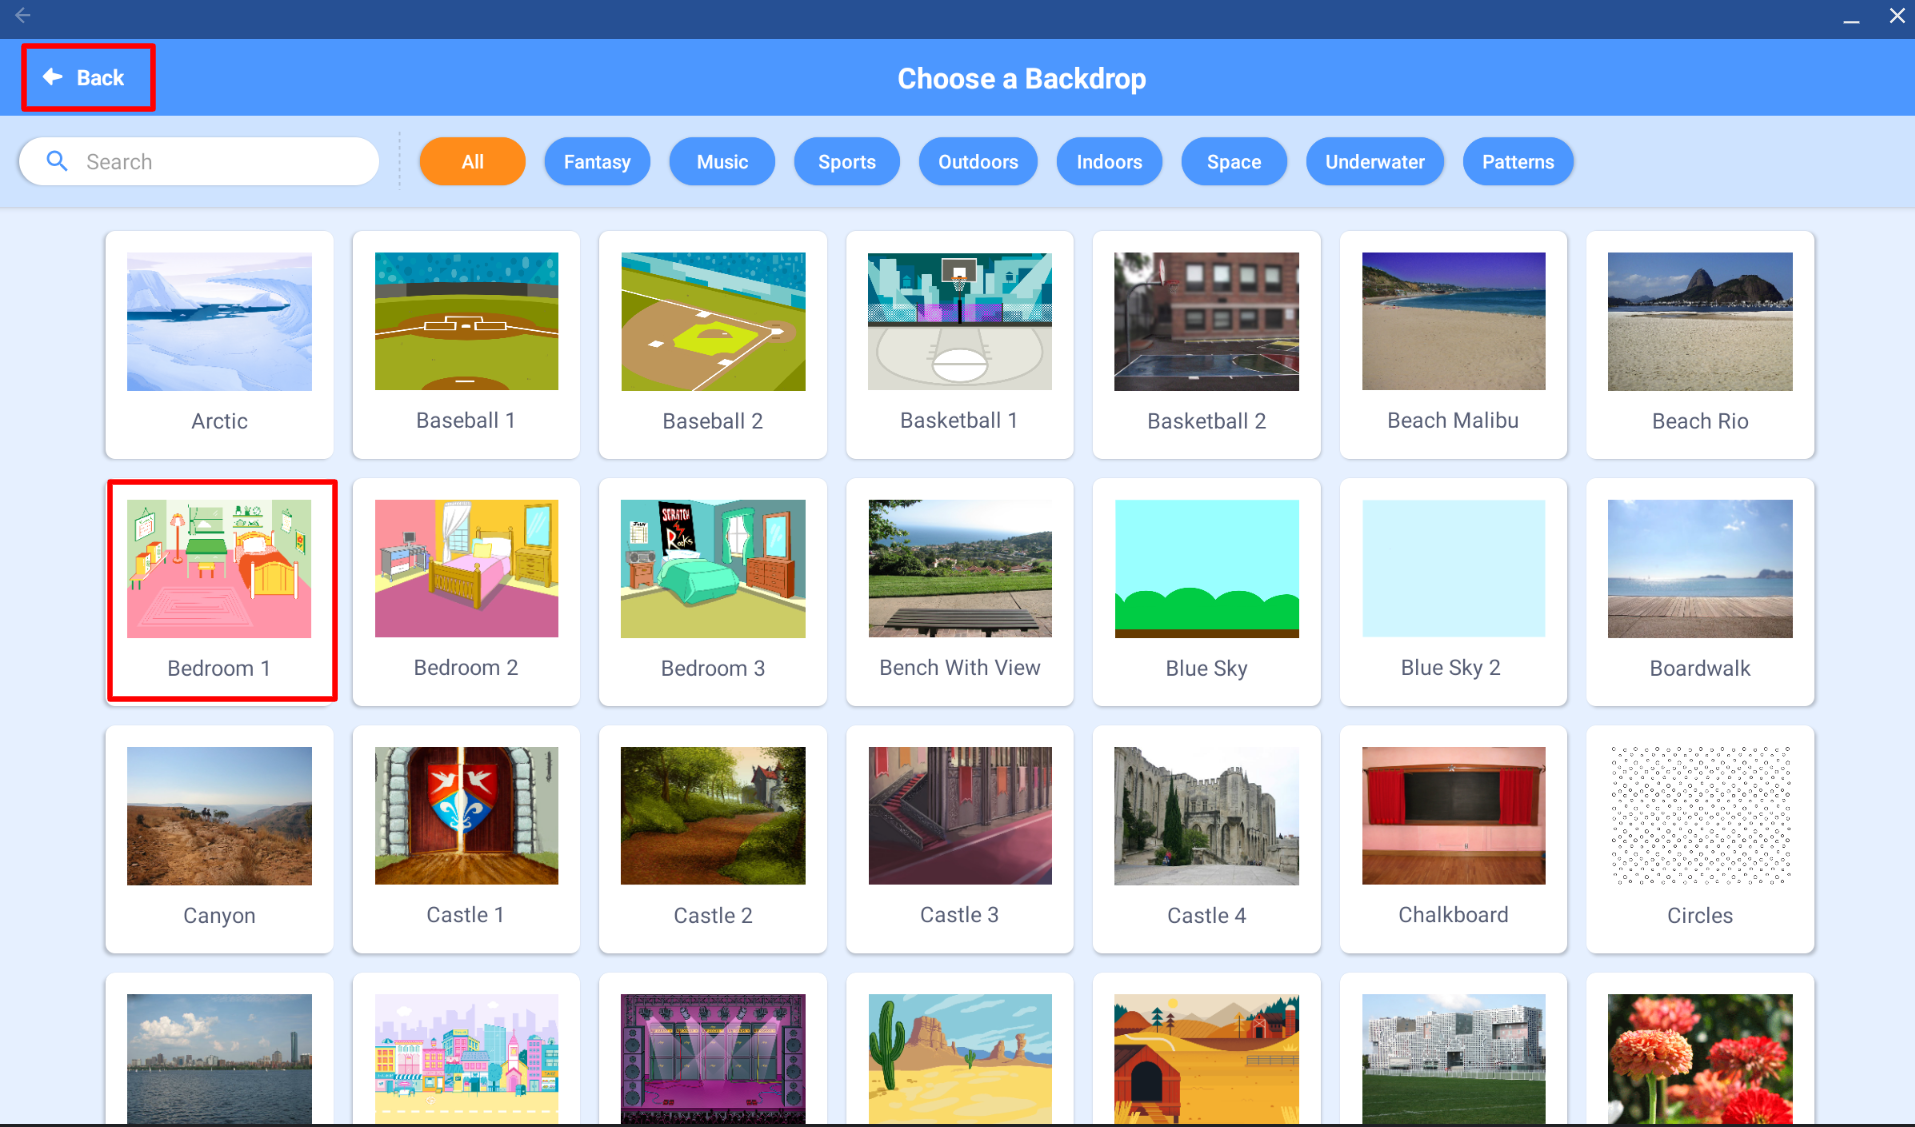 Back
Choose a Backdrop
Search
All
Fantasy
Music
Sports
Outdoors
Indoors
Space
Underwater
Patterns
Arctic
Baseball 1
Baseball 2
Basketball 1
Basketball 2
Beach Malibu
Beach Rio
SCRATCH
Rocks
Bedroom 1
Bedroom 2
Bedroom 3
Bench With View
Blue Sky
Blue Sky 2
Boardwalk
Canyon
Castle 1
Castle 2
Castle 3
Castle 4
Chalkboard
Circles